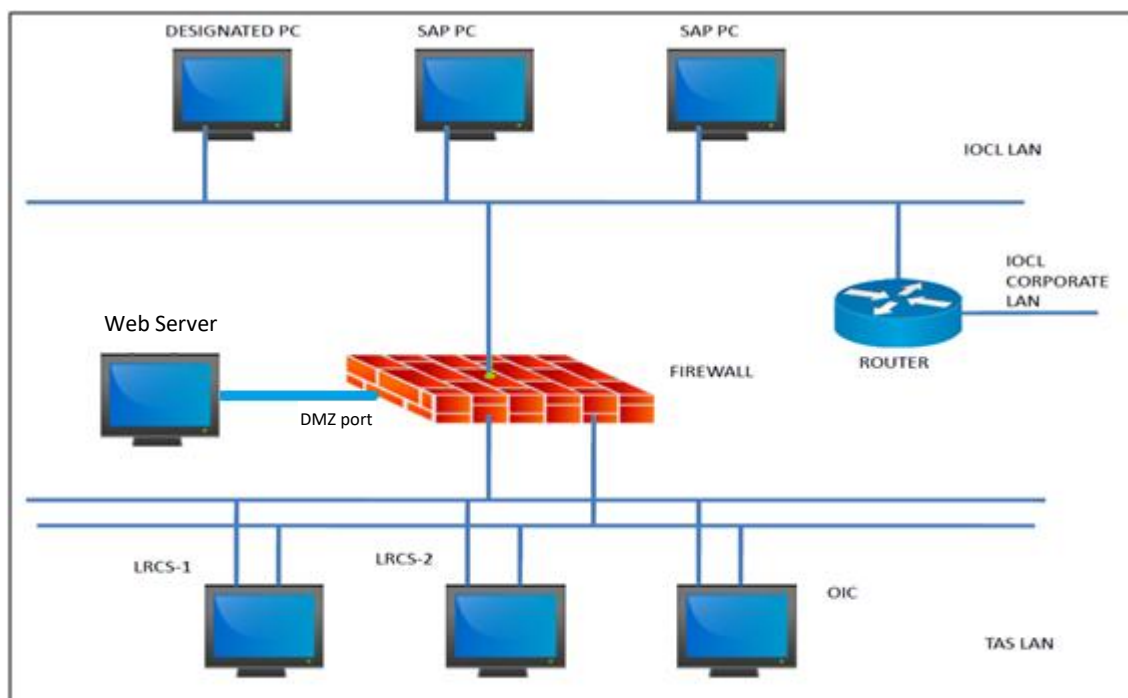 DESIGNATED PC
SAP PC
SAP PC
IOCL LAN
IOCL
CORPORATE
LAN
Web Server
ROUTER
FIREWALL
DMZ port
LRCS-1
LRCS-2
OIC
TAS LAN